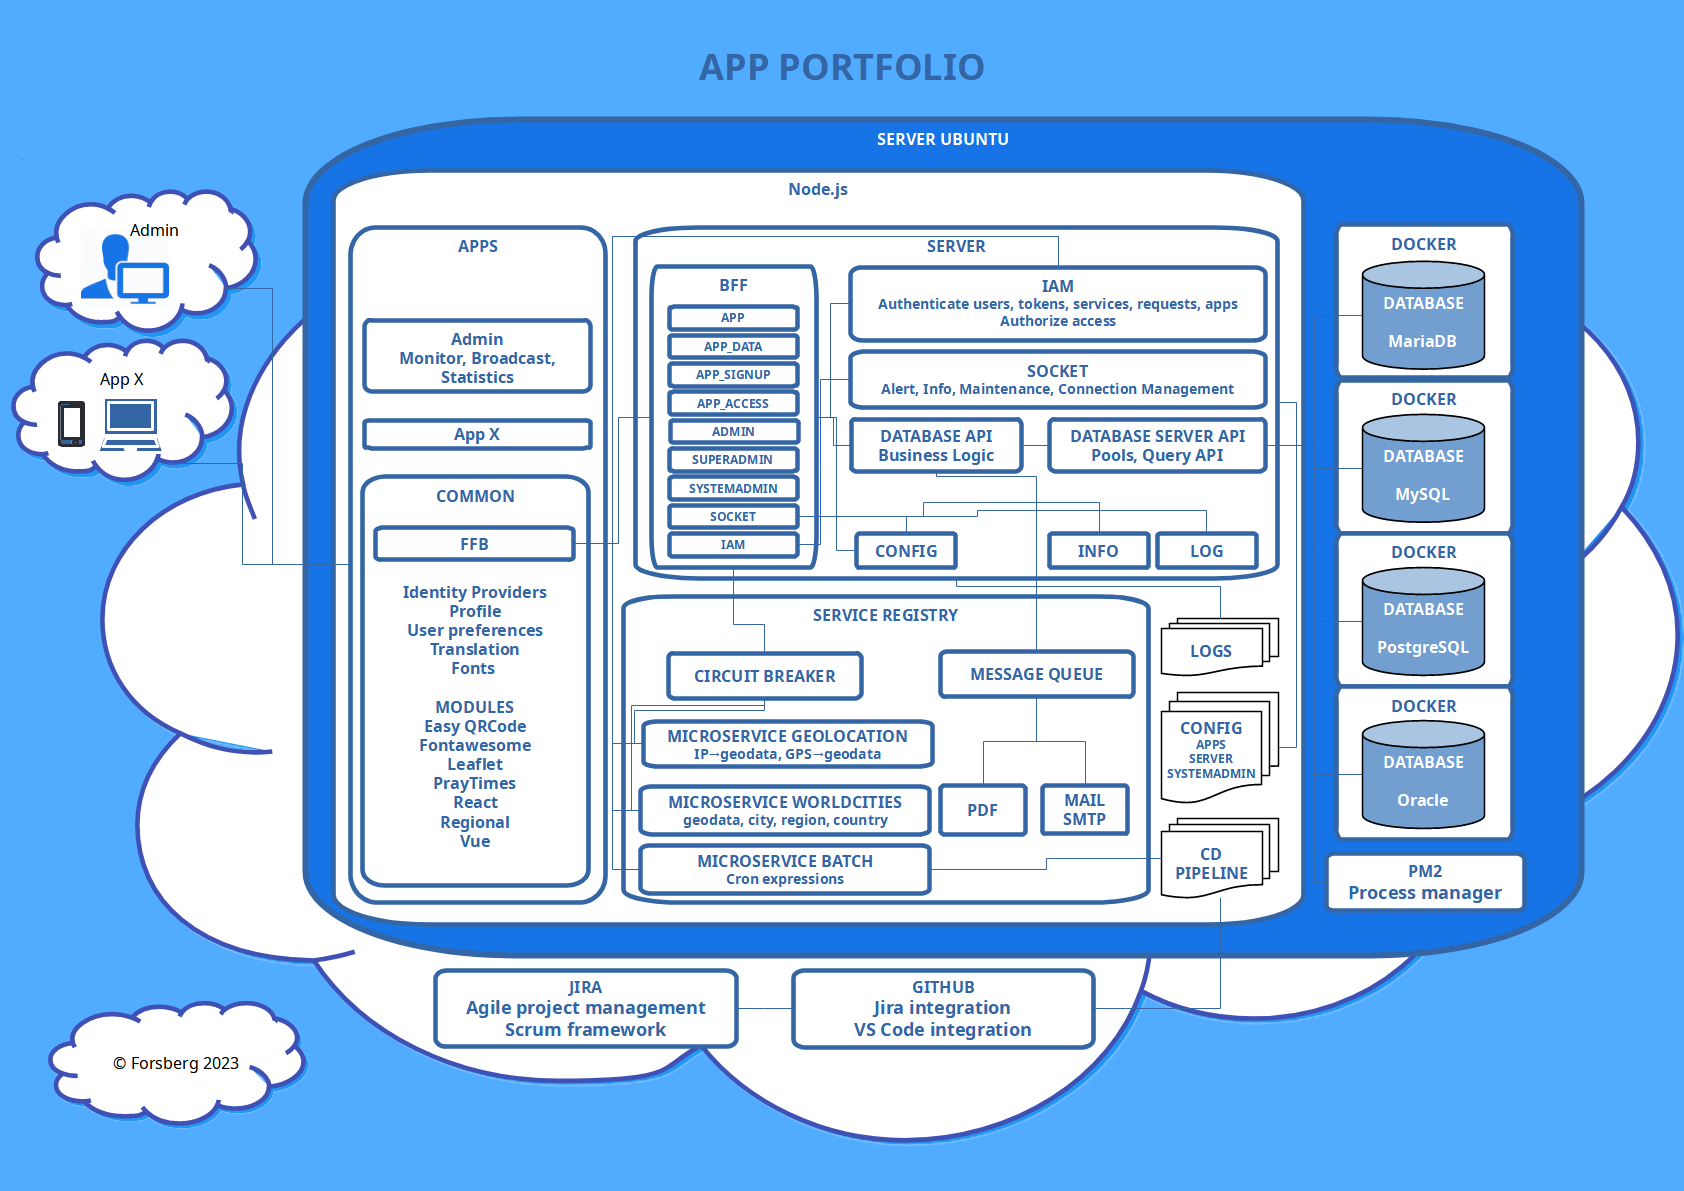 APP PORTFOLIO
SERVER UBUNTU
Node.js
Admin
App X
APPS
Admin
Monitor, Broadcast,
Statistics
App X
COMMON
FFB
Identity Providers
Profile
User preferences
Translation
Fonts
MODULES
Easy QRCode
Fontawesome
Leaflet
PrayTimes
React
Regional
Vue
SERVER
BFF
APP
APP_DATA
APP_SIGNUP
APP_ACCESS
ADMIN
SUPERADMIN
SYSTEMADMIN
SOCKET
IAM
IAM
Authenticate users, tokens, services, requests, apps
Authorize access
SOCKET
Alert, Info, Maintenance, Connection Management
DATABASE API
Business Logic
DATABASE SERVER API
Pools, Query API
CONFIG
INFO
LOG
SERVICE REGISTRY
CIRCUIT BREAKER
MESSAGE QUEUE
MICROSERVICE GEOLOCATION
IP→geodata, GPS→geodata
MICROSERVICE WORLDCITIES
geodata, city, region, country
MICROSERVICE BATCH
Cron expressions
PDF
MAIL
SMTP
LOGS
CONFIG
APPS
SERVER
SYSTEMADMIN
CD
PIPELINE
DOCKER
DATABASE
MariaDB
DOCKER
DATABASE
MySQL
DOCKER
DATABASE
PostgreSQL
DOCKER
DATABASE
Oracle
PM2
Process manager
JIRA
Agile project management
Scrum framework
GITHUB
Jira integration
VS Code integration
© Forsberg 2023